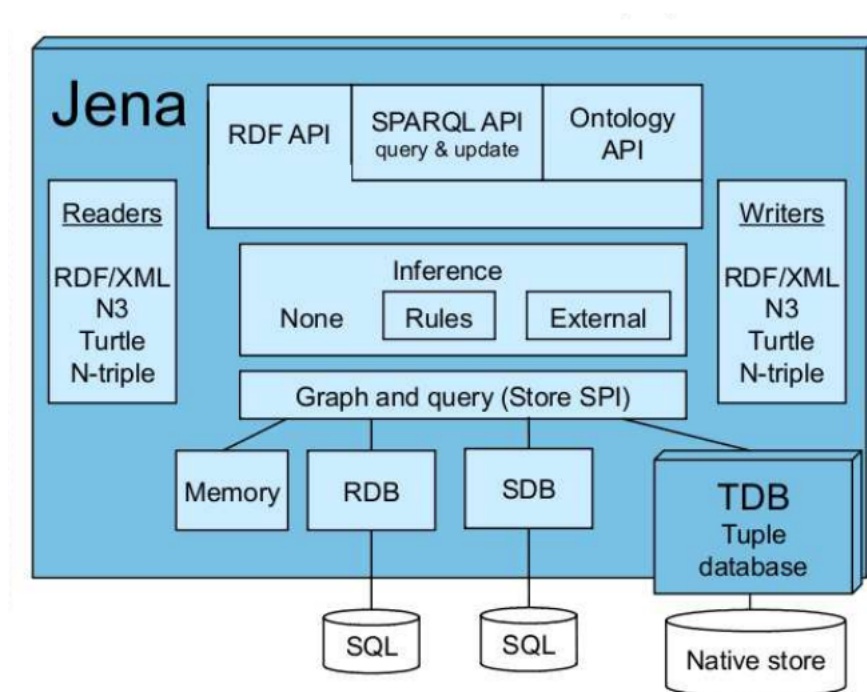 Jena
RDF API
SPARQL API
query & update
Ontology
API
Readers
RDF/XML
N3
Turtle
N-triple
Writers
RDF/XML
N3
Turtle
N-triple
Inference
None
Rules
External
Graph and query (Store SPI)
Memory
RDB
SDB
TDB
Tuple
database
SQL
SQL
Native store